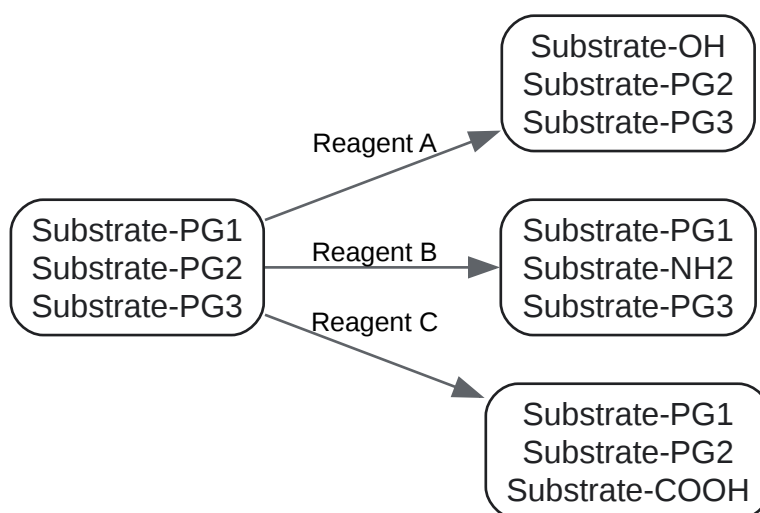 Substrate-OH
Substrate-PG2
Substrate-PG3
Reagent A
Substrate-PG1
Substrate-PG2
Substrate-PG3
Reagent B
Substrate-PG1
Substrate-NH2
Substrate-PG3
Reagent C
Substrate-PG1
Substrate-PG2
Substrate-COOH